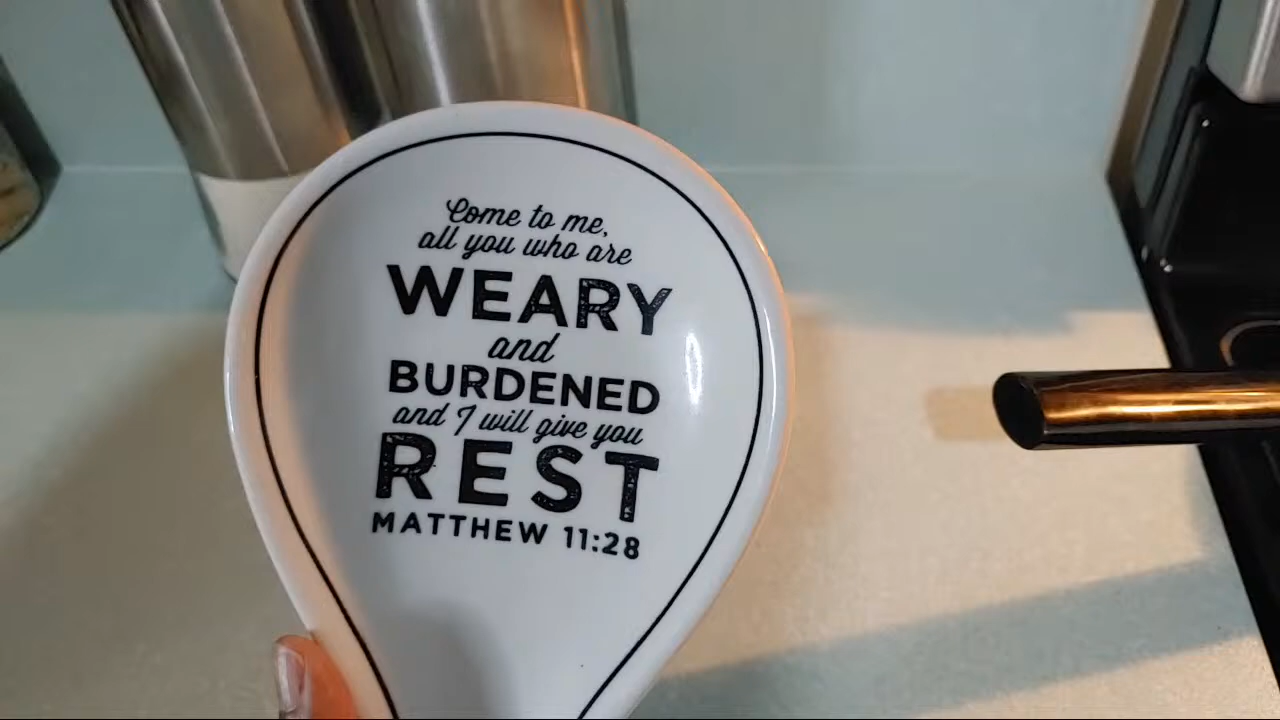 Come to me,
all you who are
WEARY
and
BURDENED
and I will give you
REST
MATTHEW 11:28